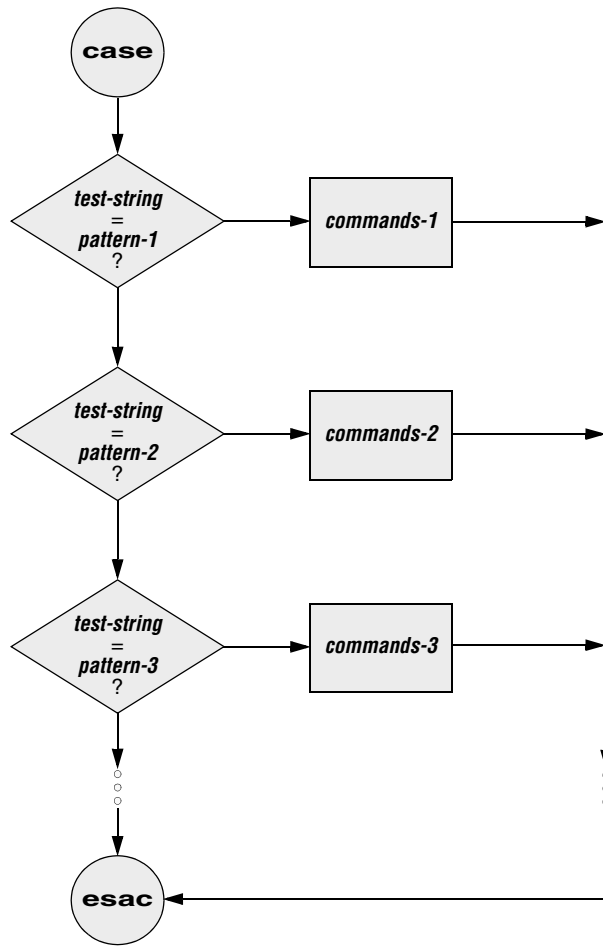 case
test-string
=
pattern-1
?
commands-1
test-string
=
pattern-2
?
commands-2
test-string
=
pattern-3
?
commands-3
esac